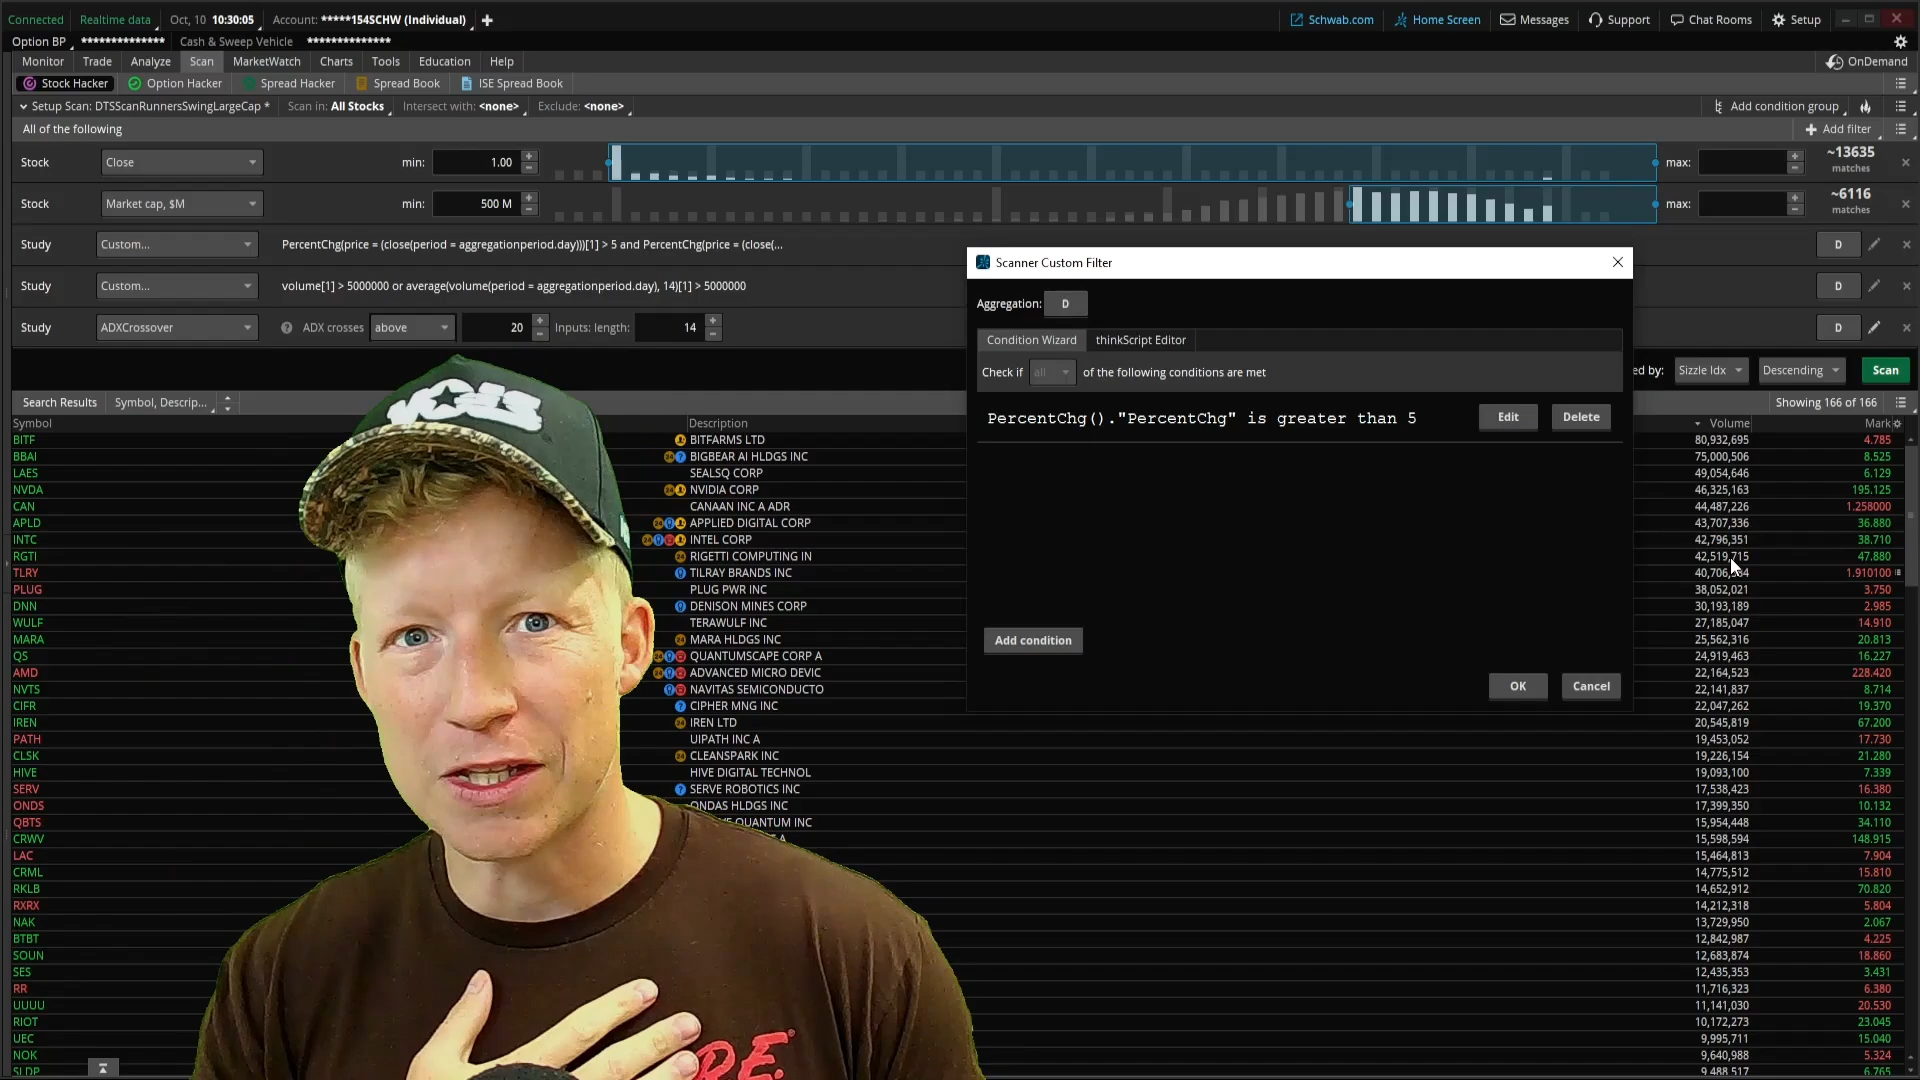 Connected Realtime data Oct, 10 10:30:05 Account: *****154SCHW (Individual) Schwab.com Home Screen Messages Support Chat Rooms Setup
Option BP ************** Cash & Sweep Vehicle **************
Monitor Trade Analyze Scan MarketWatch Charts Tools Education Help OnDemand
Stock Hacker Option Hacker Spread Hacker Spread Book ISE Spread Book
Setup Scan: DTSScanRunnersSwingLargeCap * Scan in: All Stocks Intersect with: <none> Exclude: <none> Add condition group
All of the following Add filter
Stock Close min: 1.00 max: ~13635 matches
Stock Market cap, $M min: 500 M max: ~6116 matches
Study Custom... PercentChg(price = (close(period = aggregationperiod.day)))[1] > 5 and PercentChg(price = (close(... D
Study Custom... volume[1] > 5000000 or average(volume(period = aggregationperiod.day), 14)[1] > 5000000 D
Study ADXCrossover ADX crosses above 20 Inputs: length: 14 D
Scanner Custom Filter
Aggregation: D
Condition Wizard thinkScript Editor
Check if all of the following conditions are met
PercentChg()."PercentChg" is greater than 5 Edit Delete
Add condition
OK Cancel
ed by: Sizzle Idx Descending Scan
Search Results Symbol, Descrip... Showing 166 of 166
Symbol Description Volume Mark
BITF BITFARMS LTD 80,932,695 4.785
BBAI BIGBEAR AI HLDGS INC 75,000,506 8.525
LAES SEALSQ CORP 49,054,646 6.129
NVDA NVIDIA CORP 46,325,163 195.125
CAN CANAAN INC A ADR 44,487,226 1.258000
APLD APPLIED DIGITAL CORP 43,707,336 36.880
INTC INTEL CORP 42,796,351 38.710
RGTI RIGETTI COMPUTING IN 42,519,715 47.880
TLRY TILRAY BRANDS INC 1.910100
PLUG PLUG PWR INC 38,052,021 3.750
DNN DENISON MINES CORP 30,193,189 2.985
WULF TERAWULF INC 27,185,047 14.910
MARA MARA HLDGS INC 25,562,316 20.813
QS QUANTUMSCAPE CORP A 24,919,463 16.227
AMD ADVANCED MICRO DEVIC 22,164,523 228.420
NVTS NAVITAS SEMICONDUCTO 22,141,837 8.714
CIFR CIPHER MNG INC 22,047,262 19.370
IREN IREN LTD 20,545,819 67.200
PATH UIPATH INC A 19,453,052 17.730
CLSK CLEANSPARK INC 19,226,154 21.280
HIVE HIVE DIGITAL TECHNOL 19,093,100 7.339
SERV SERVE ROBOTICS INC 17,538,423 16.380
ONDS ONDAS HLDGS INC 17,399,350 10.132
QBTS QUANTUM INC 15,954,448 34.110
CRWV A 15,598,594 148.915
LAC 15,464,813 7.904
CRML 14,775,512 15.810
RKLB 14,652,912 70.820
RXRX 14,212,318 5.804
NAK 13,729,950 2.067
BTBT 12,842,987 4.225
SOUN 12,683,874 18.860
SES 12,435,353 3.431
RR 11,716,323 6.380
UUUU 11,141,030 20.530
RIOT 10,172,273 23.045
UEC 9,995,711 15.040
NOK 9,640,988 5.324
SLDP 9,488,517 6.765